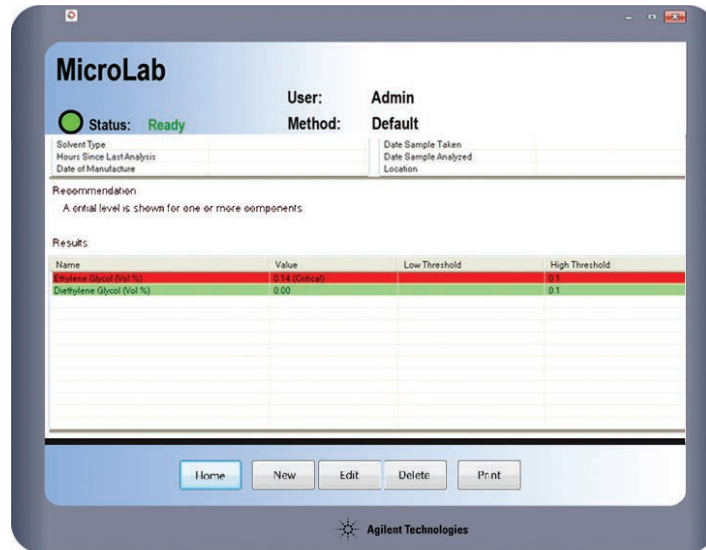 MicroLab
User: Admin
Status: Ready
Method: Default
Solvent Type
Date Sample Taken
Hours Since Last Analysis
Date Sample Analyzed
Date of Manufacture
Location
Recommendation
A critial level is shown for one or more components
Results
Name Value Low Threshold High Threshold
Ethylene Glycol (Vol %) 0.14 (Critical) 0.1
Diethylene Glycol (Vol %) 0.00 0.1
Home New Edit Delete Print
Agilent Technologies